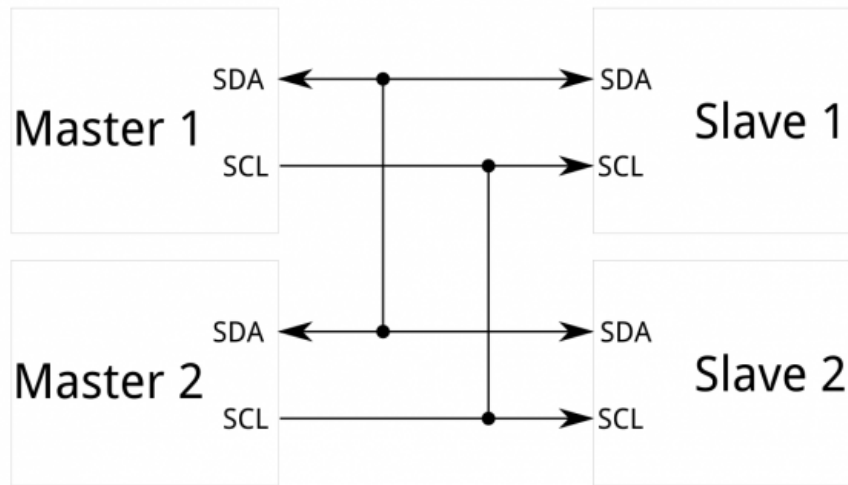 SDA
SDA
Master 1
Slave 1
SCL
SCL
SDA
SDA
Master 2
Slave 2
SCL
SCL